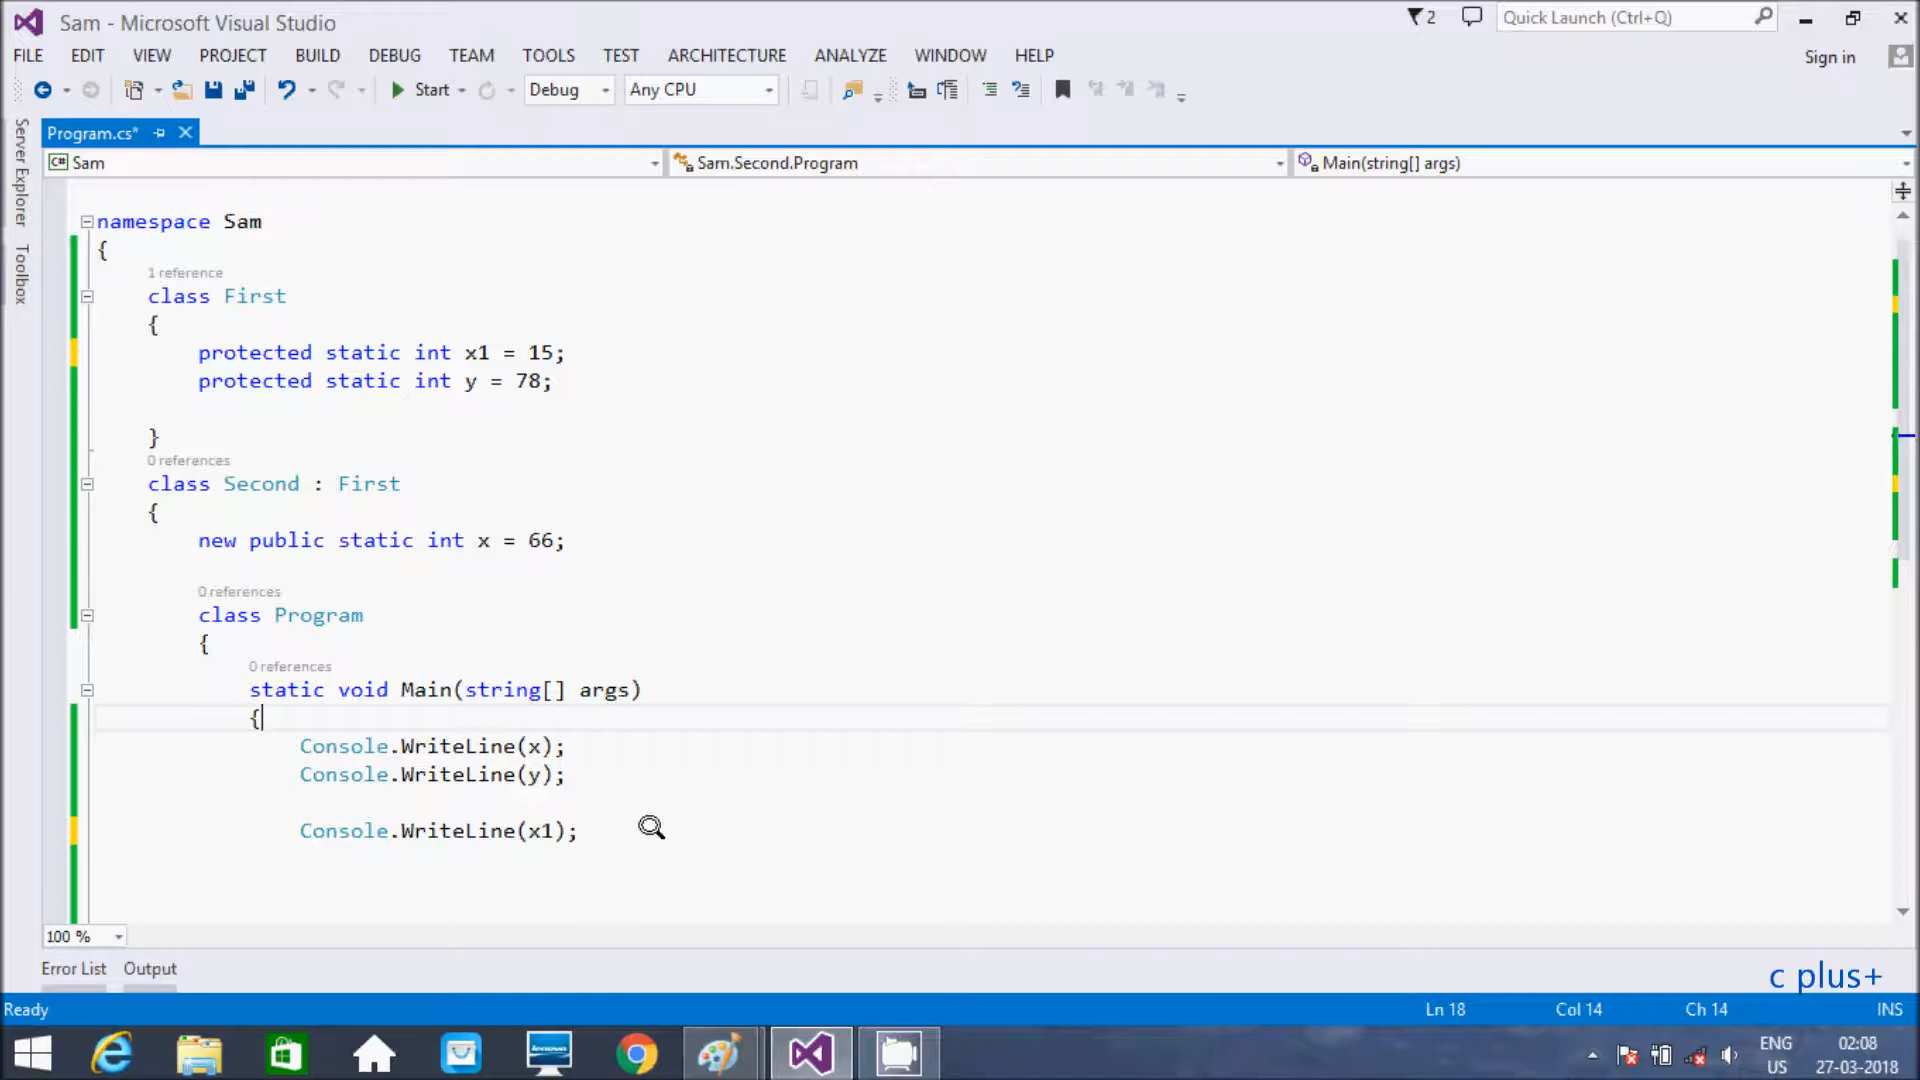 Sam - Microsoft Visual Studio
2
Quick Launch (Ctrl+Q)
FILE EDIT VIEW PROJECT BUILD DEBUG TEAM TOOLS TEST ARCHITECTURE ANALYZE WINDOW HELP
Sign in
Start Debug Any CPU
Server Explorer
Toolbox
Program.cs*
C# Sam
Sam.Second.Program
Main(string[] args)
namespace Sam
{
1 reference
class First
{
protected static int x1 = 15;
protected static int y = 78;
}
0 references
class Second : First
{
new public static int x = 66;
0 references
class Program
{
0 references
static void Main(string[] args)
{
Console.WriteLine(x);
Console.WriteLine(y);
Console.WriteLine(x1);
100 %
Error List Output
c plus+
Ready
Ln 18 Col 14 Ch 14 INS
ENG
US
02:08
27-03-2018